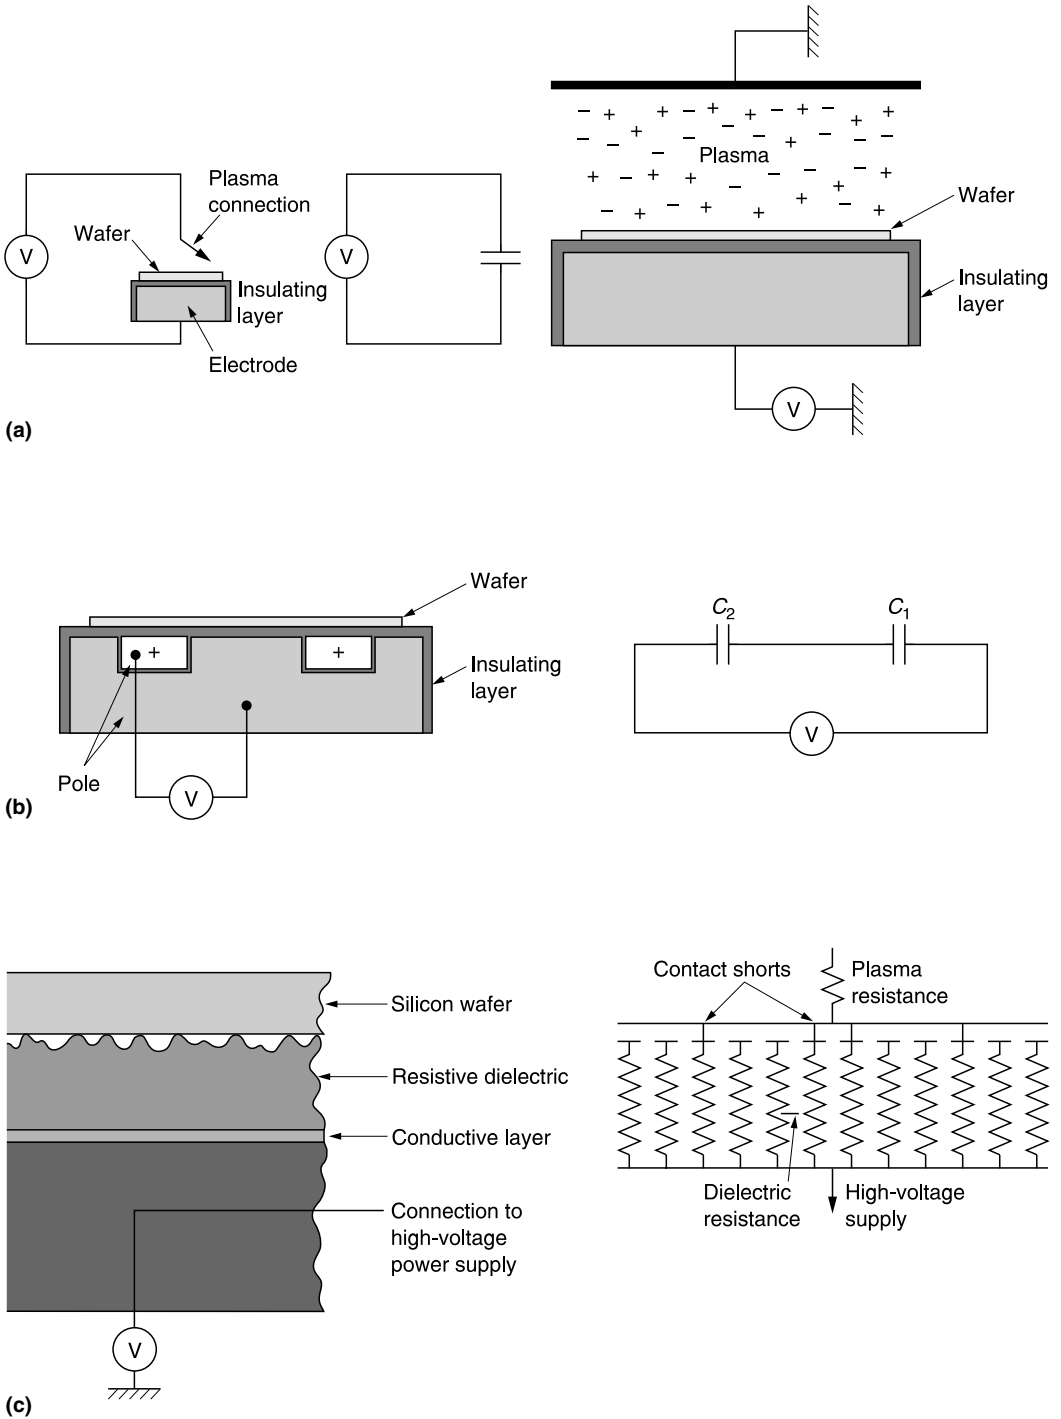 Plasma
connection
Wafer
V
Insulating
layer
Electrode
V
Plasma
Wafer
Insulating
layer
V
(a)
Wafer
+
+
Insulating
layer
Pole
V
C2
C1
V
(b)
Silicon wafer
Resistive dielectric
Conductive layer
Connection to
high-voltage
power supply
V
Contact shorts
Plasma
resistance
Dielectric
resistance
High-voltage
supply
(c)